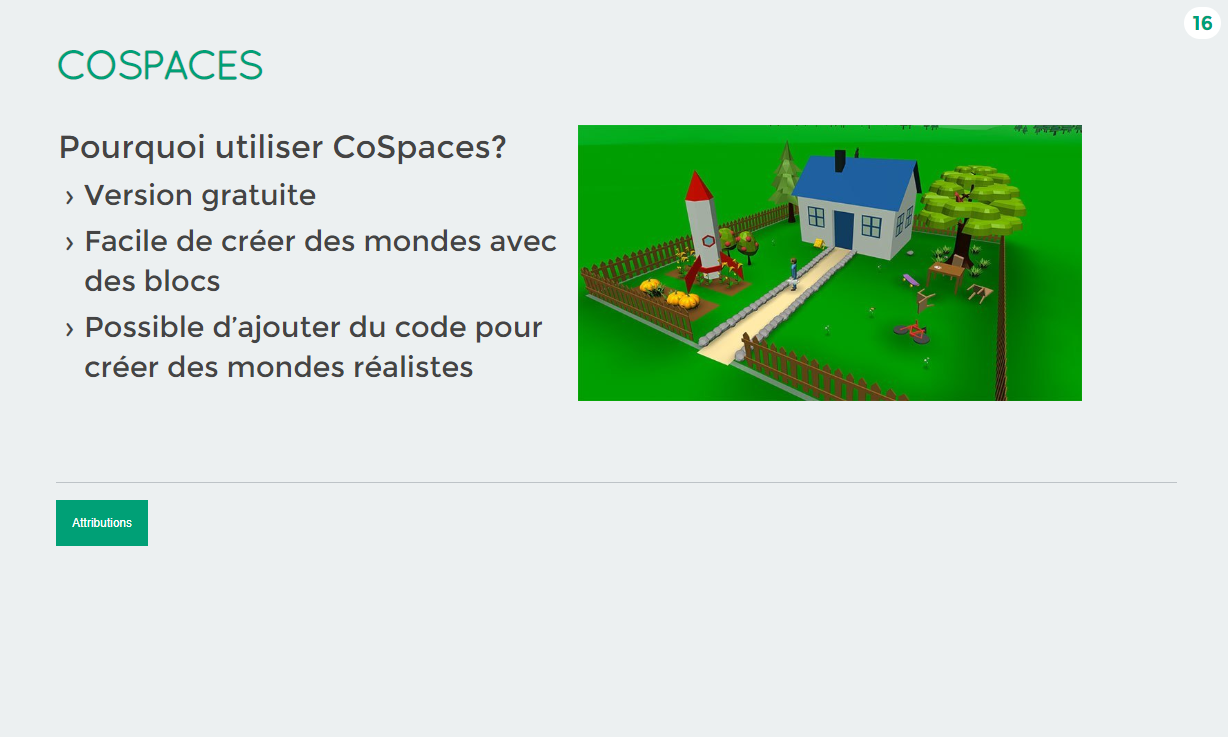 16
COSPACES
Pourquoi utiliser CoSpaces?
› Version gratuite
› Facile de créer des mondes avec
des blocs
› Possible d’ajouter du code pour
créer des mondes réalistes
Attributions